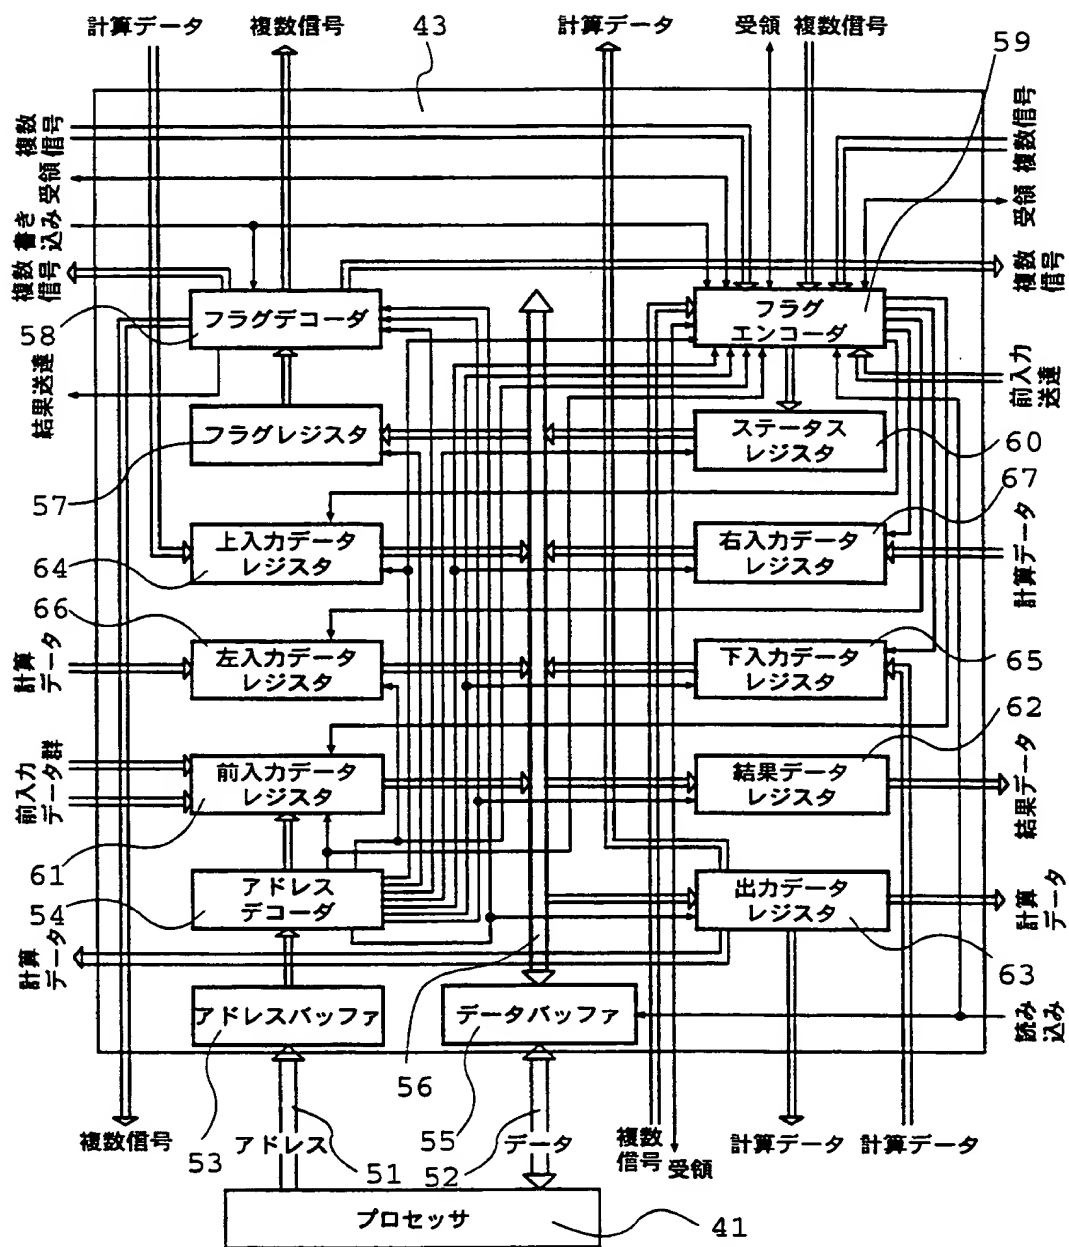 計算データ
複数信号
43
計算データ
受領
複数信号
59
複数
信号
受領
書き
込み
複数
信号
複数信号
受領
複数
信号
フラグデコーダ
58
フラグ
エンコーダ
結果送達
前入力
送達
フラグレジスタ
57
ステータス
レジスタ
60
67
上入力データ
レジスタ
64
右入力データ
レジスタ
計算データ
66
計算
データ
左入力データ
レジスタ
下入力データ
レジスタ
65
62
前入力
データ群
前入力データ
レジスタ
61
結果データ
レジスタ
結果データ
アドレス
デコーダ
54
出力データ
レジスタ
63
計算データ
計算
データ
アドレスバッファ
53
データバッファ
55
56
読み
込み
複数信号
アドレス
51
52
データ
複数
信号
受領
計算データ
計算データ
プロセッサ
41